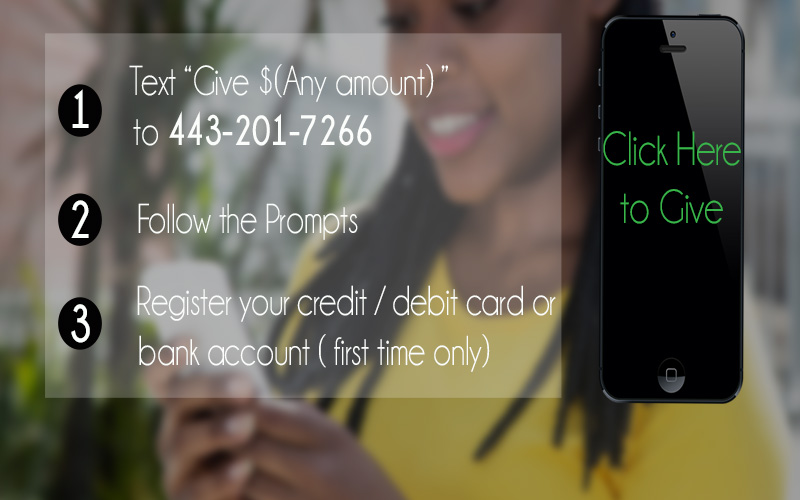 1
Text “Give $(Any amount) ”
to 443-201-7266
2
Follow the Prompts
3
Register your credit / debit card or
bank account ( first time only)
Click Here
to Give